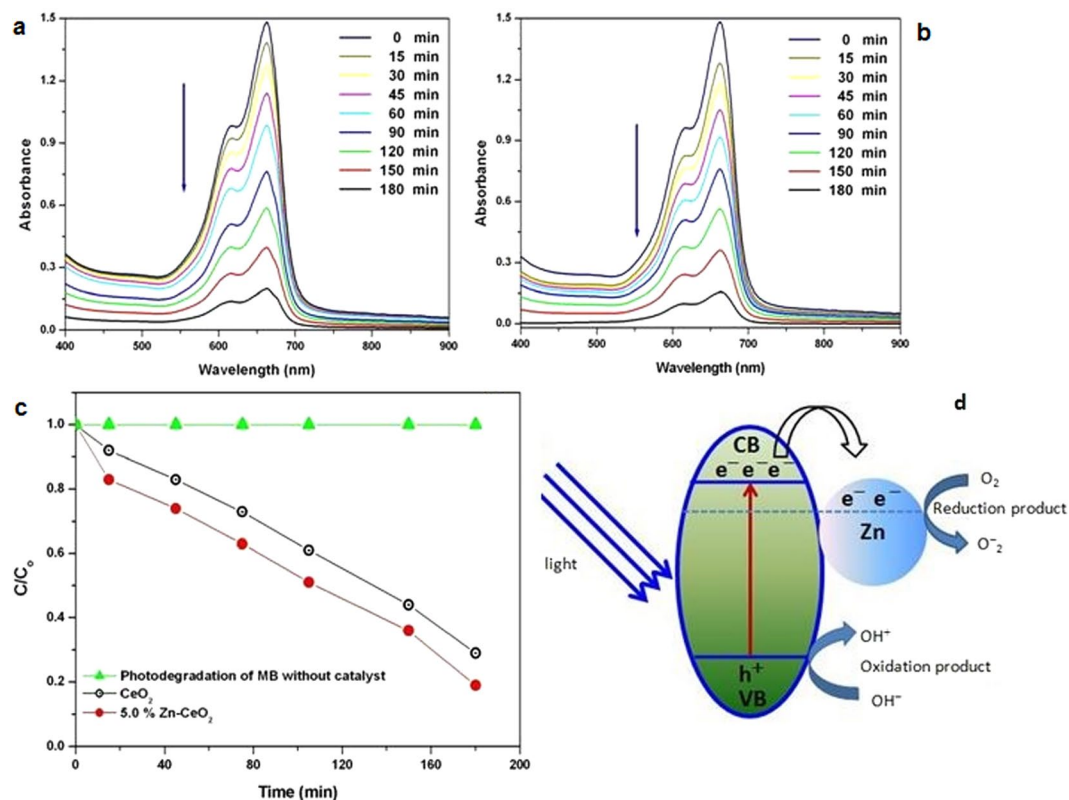 a
1.5
1.2
0.9
0.6
0.3
0.0
Absorbance
400
500
600
700
800
900
Wavelength (nm)
0 min
15 min
30 min
45 min
60 min
90 min
120 min
150 min
180 min
b
1.5
1.2
0.9
0.6
0.3
0.0
Absorbance
400
500
600
700
800
900
Wavelength (nm)
0 min
15 min
30 min
45 min
60 min
90 min
120 min
150 min
180 min
c
1.0
0.8
0.6
0.4
0.2
0.0
C/C₀
0
40
80
120
160
200
Time (min)
Photodegradation of MB without catalyst
CeO₂
5.0 % Zn-CeO₂
d
CB
e⁻ e⁻ e⁻
e⁻ e⁻
Zn
O₂
Reduction product
O⁻₂
light
OH⁺
Oxidation product
OH⁻
h⁺
VB